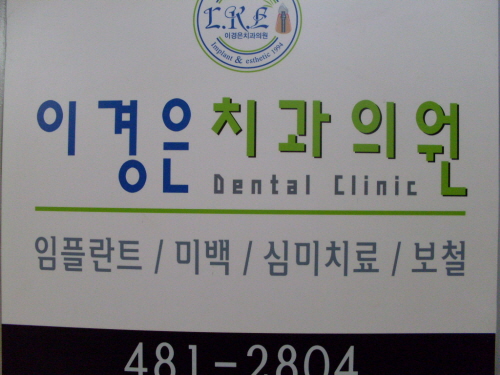 L.K.E
이경은치과의원
Implant & esthetic 1994
이경은치과의원
Dental Clinic
임플란트 / 미백 / 심미치료 / 보철
481-2804